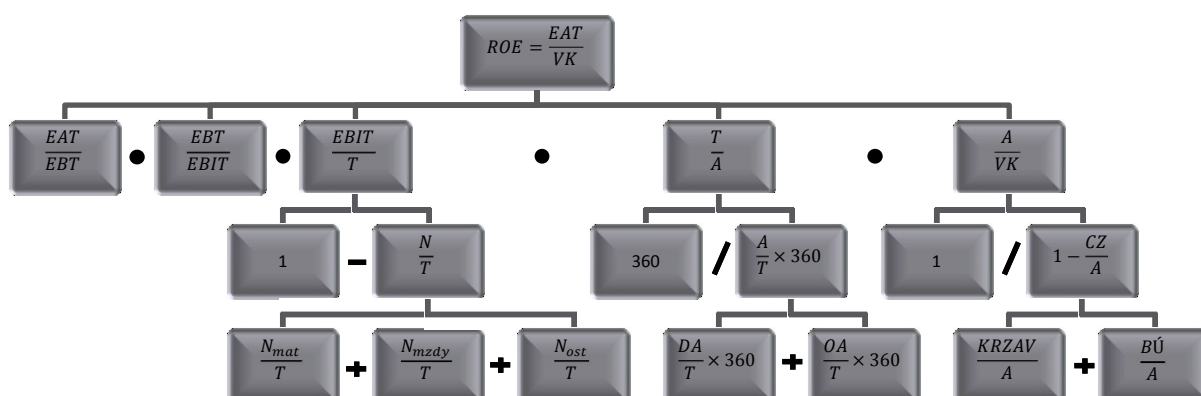 ROE = EAT/VK
EAT/EBT • EBT/EBIT • EBIT/T • T/A • A/VK
1 − N/T 360 / A/T × 360 1 / 1 − CZ/A
N_mat/T + N_mzdy/T + N_ost/T DA/T × 360 + OA/T × 360 KRZAV/A + BÚ/A